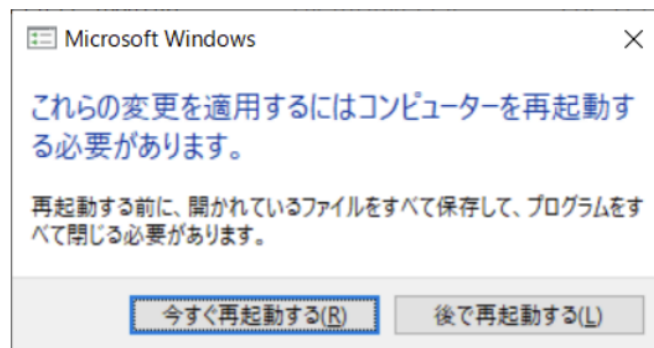 Microsoft Windows
これらの変更を適用するにはコンピューターを再起動す
る必要があります。
再起動する前に、開かれているファイルをすべて保存して、プログラムをす
べて閉じる必要があります。
今すぐ再起動する(R)
後で再起動する(L)